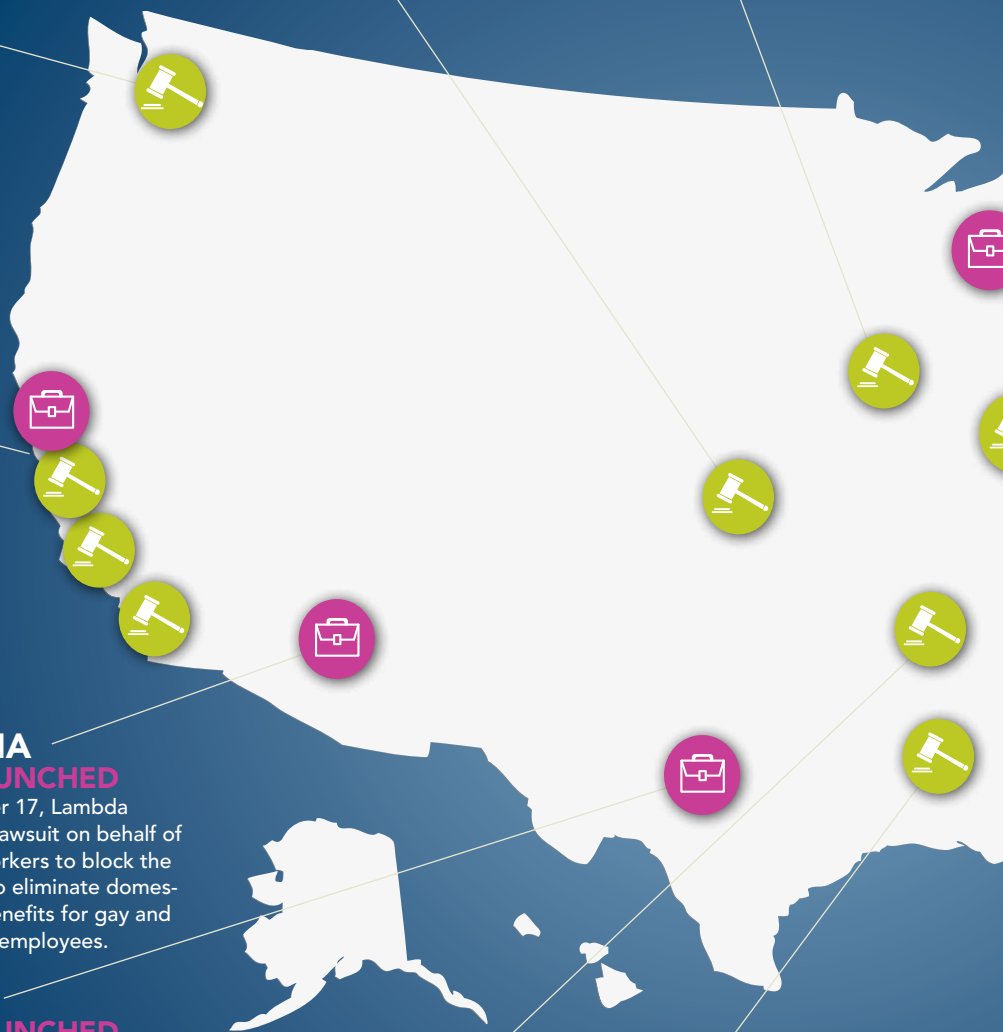 IA
UNCHED
er 17, Lambda
awsuit on behalf of
rkers to block the
o eliminate domes-
enefits for gay and
employees.
UNCHED